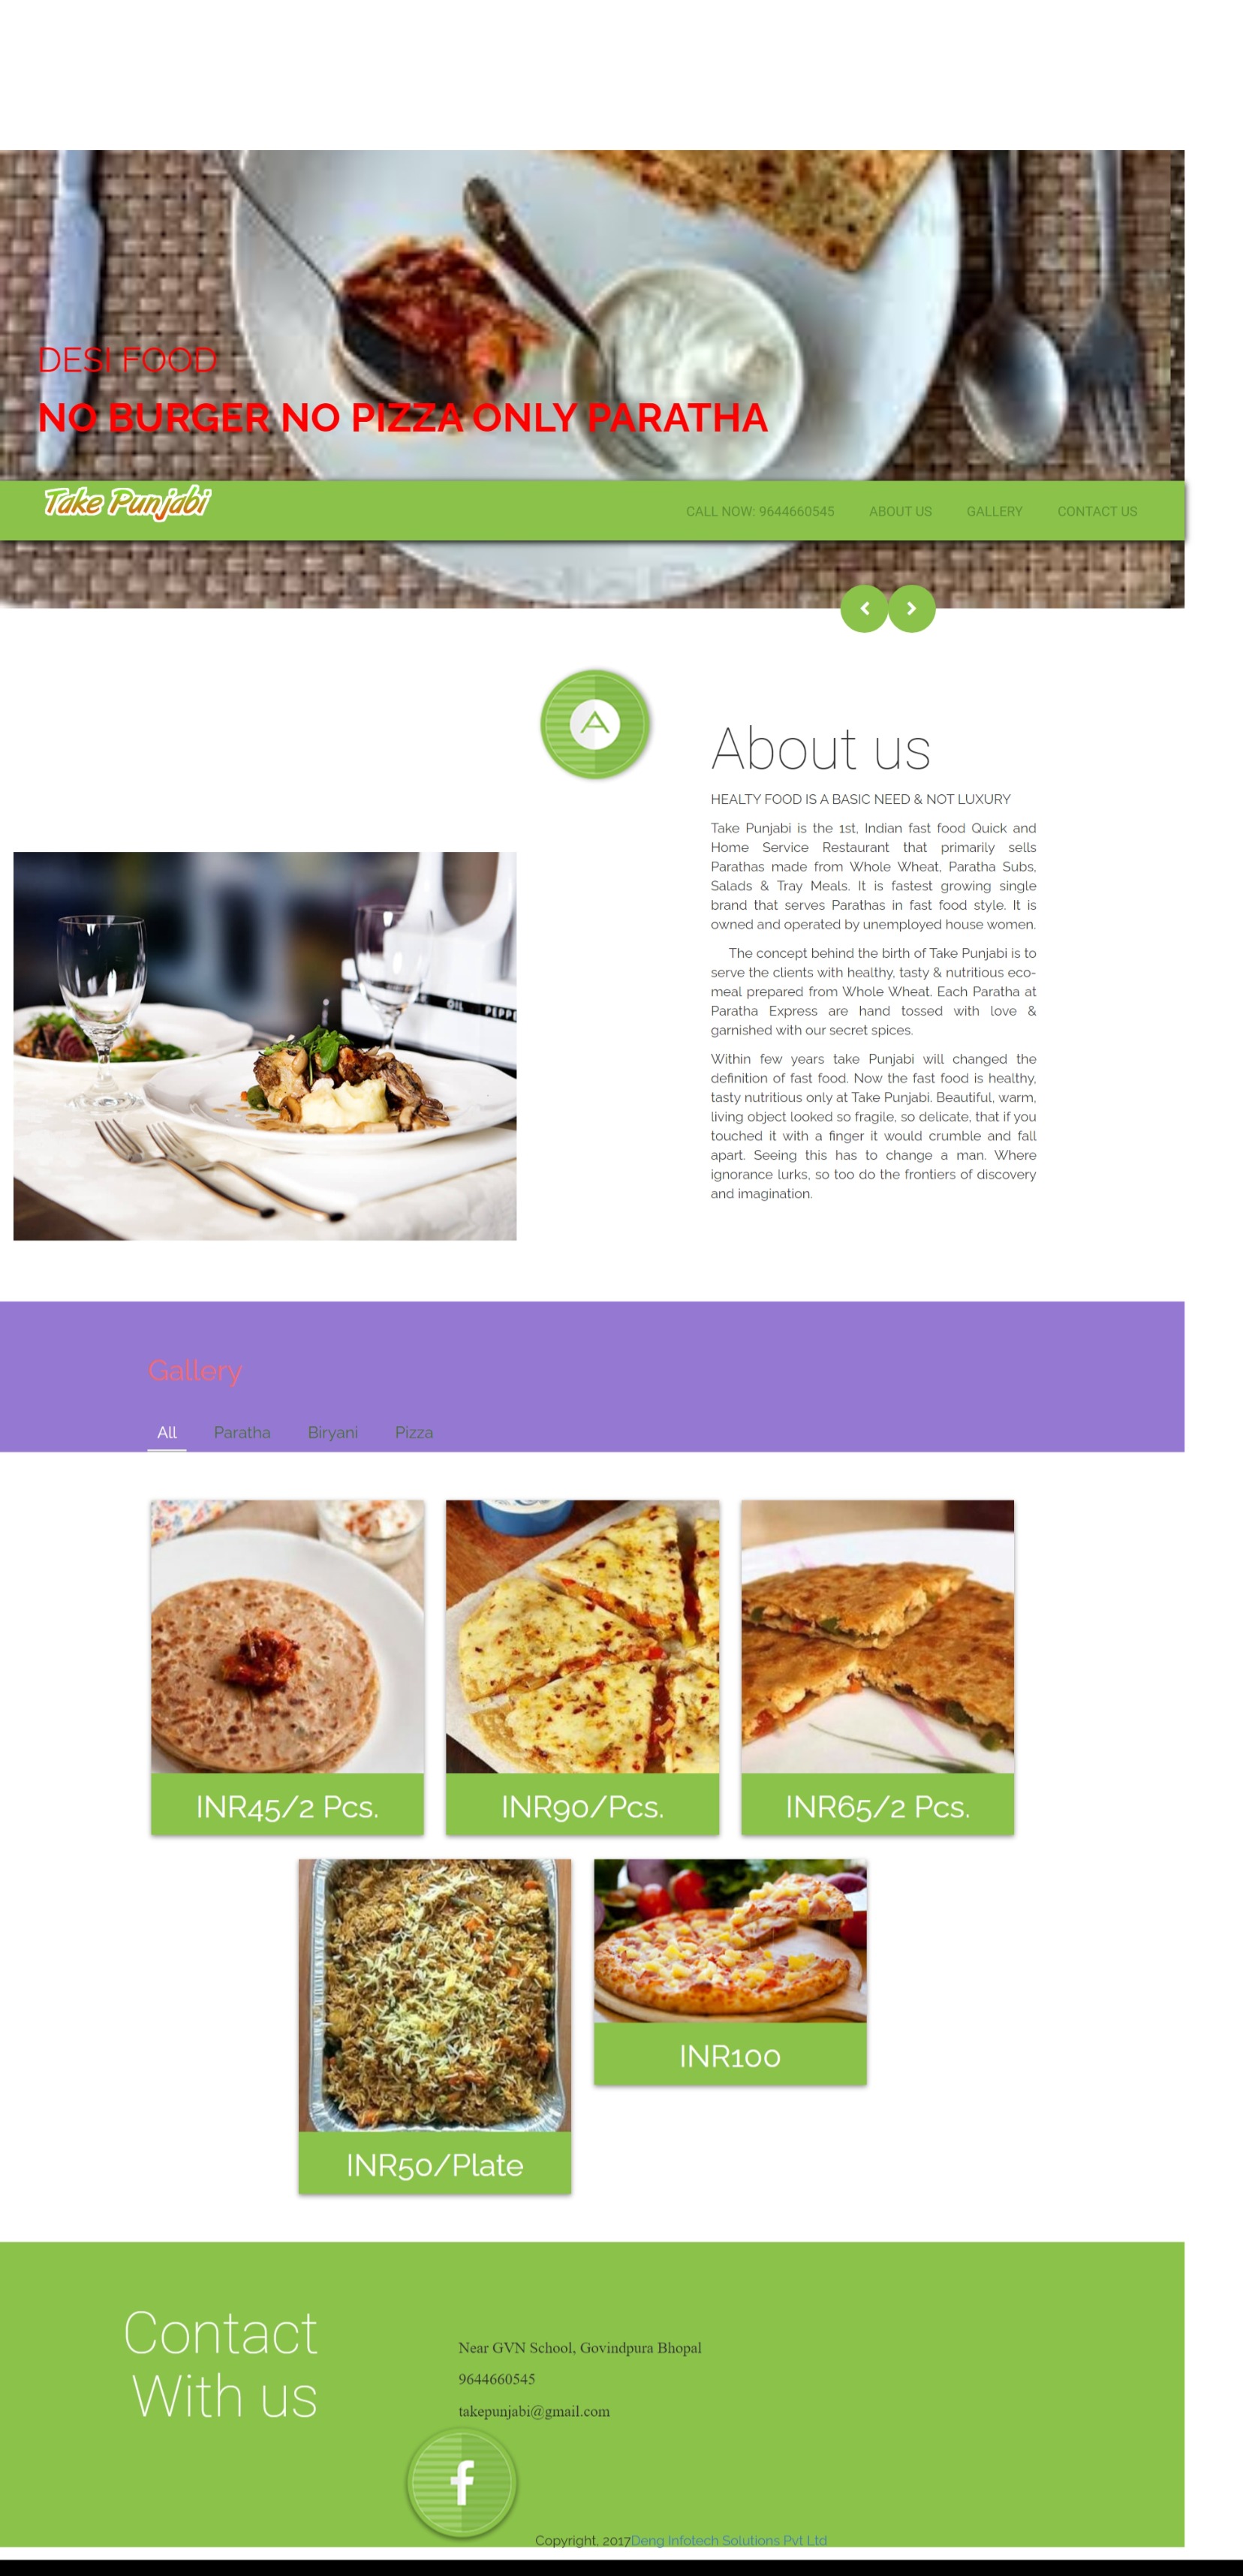 DESI FOOD
NO BURGER NO PIZZA ONLY PARATHA
Take Punjabi
CALL NOW: 9644660545 ABOUT US GALLERY CONTACT US
A
About us
HEALTY FOOD IS A BASIC NEED & NOT LUXURY
Take Punjabi is the 1st, Indian fast food Quick and
Home Service Restaurant that primarily sells
Parathas made from Whole Wheat, Paratha Subs,
Salads & Tray Meals. It is fastest growing single
brand that serves Parathas in fast food style. It is
owned and operated by unemployed house women.
The concept behind the birth of Take Punjabi is to
serve the clients with healthy, tasty & nutritious eco-
meal prepared from Whole Wheat. Each Paratha at
Paratha Express are hand tossed with love &
garnished with our secret spices.
Within few years take Punjabi will changed the
definition of fast food. Now the fast food is healthy,
tasty nutritious only at Take Punjabi. Beautiful, warm,
living object looked so fragile, so delicate, that if you
touched it with a finger it would crumble and fall
apart. Seeing this has to change a man. Where
ignorance lurks, so too do the frontiers of discovery
and imagination.
OIL PEPPE
Gallery
All Paratha Biryani Pizza
INR45/2 Pcs. INR90/Pcs. INR65/2 Pcs.
INR100
INR50/Plate
Contact
With us
Near GVN School, Govindpura Bhopal
9644660545
takepunjabi@gmail.com
f
Copyright, 2017Deng Infotech Solutions Pvt Ltd